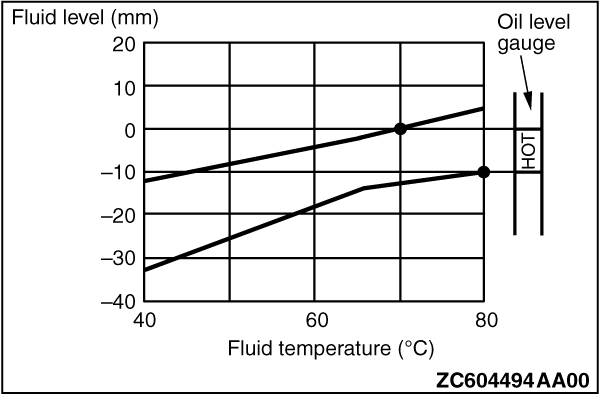 Fluid level (mm)
Oil level
gauge
20
10
0
–10
–20
–30
–40
HOT
40
60
80
Fluid temperature (°C)
ZC604494AA00